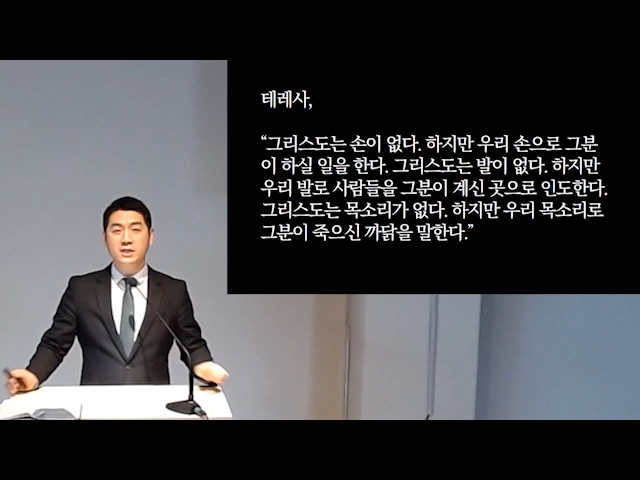 테레사,
“그리스도는 손이 없다. 하지만 우리 손으로 그분
이 하실 일을 한다. 그리스도는 발이 없다. 하지만
우리 발로 사람들을 그분이 계신 곳으로 인도한다.
그리스도는 목소리가 없다. 하지만 우리 목소리로
그분이 죽으신 까닭을 말한다.”